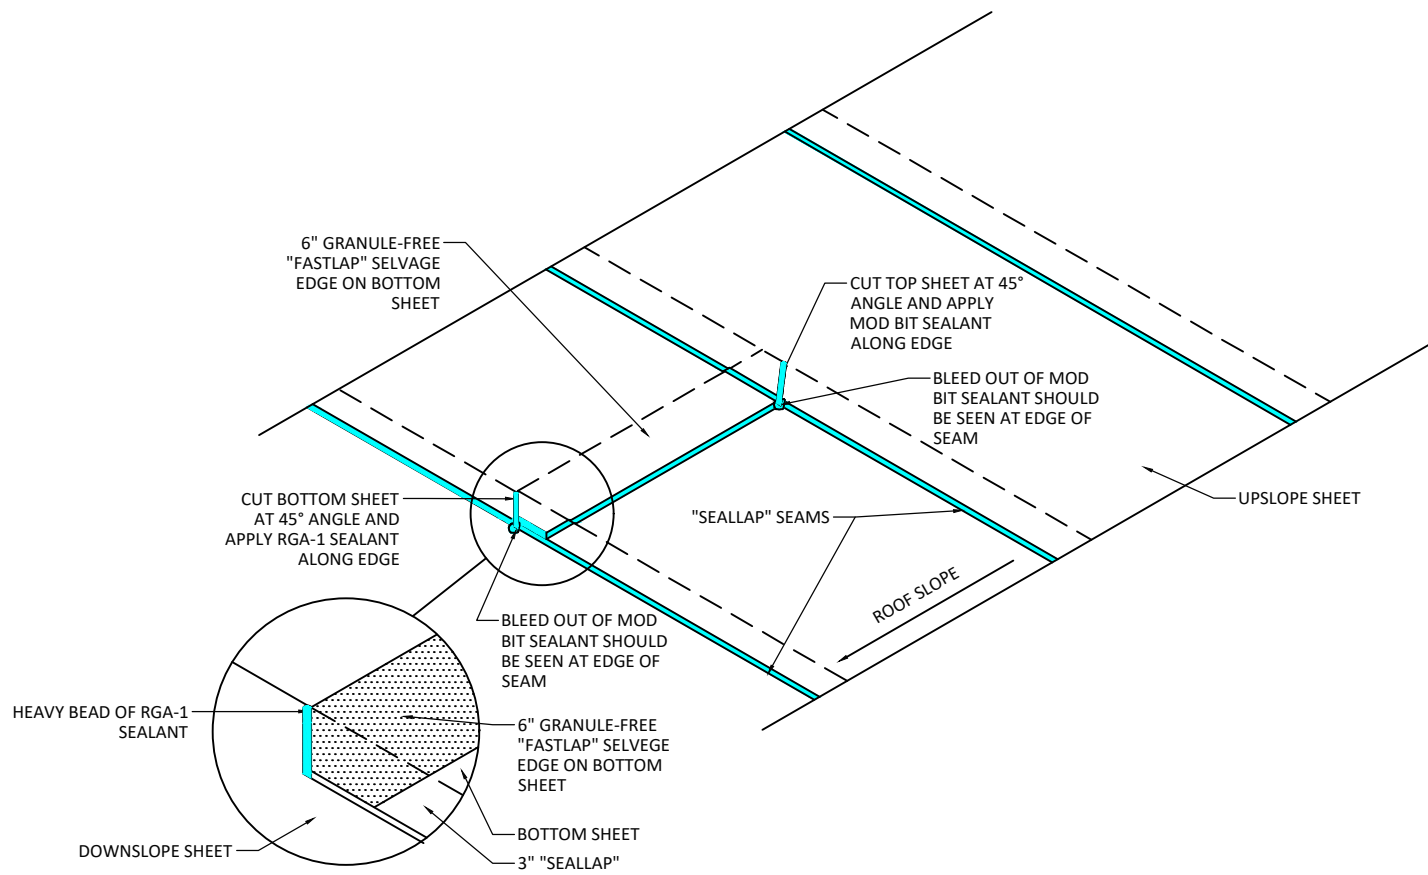 6" GRANULE-FREE
"FASTLAP" SELVAGE
EDGE ON BOTTOM
SHEET
CUT TOP SHEET AT 45°
ANGLE AND APPLY
MOD BIT SEALANT
ALONG EDGE
BLEED OUT OF MOD
BIT SEALANT SHOULD
BE SEEN AT EDGE OF
SEAM
UPSLOPE SHEET
CUT BOTTOM SHEET
AT 45° ANGLE AND
APPLY RGA-1 SEALANT
ALONG EDGE
"SEALLAP" SEAMS
ROOF SLOPE
BLEED OUT OF MOD
BIT SEALANT SHOULD
BE SEEN AT EDGE OF
SEAM
HEAVY BEAD OF RGA-1
SEALANT
6" GRANULE-FREE
"FASTLAP" SELVEGE
EDGE ON BOTTOM
SHEET
BOTTOM SHEET
DOWNSLOPE SHEET
3" "SEALLAP"